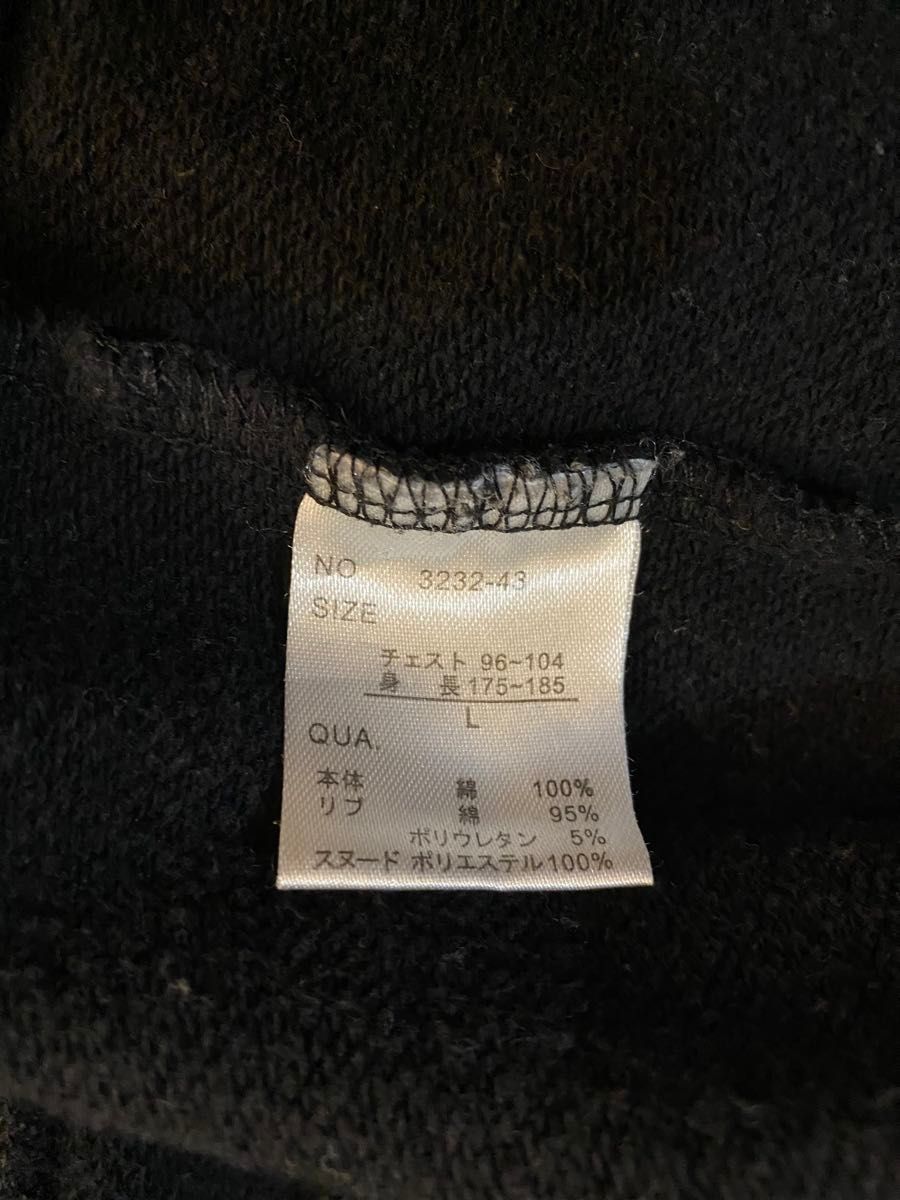 NO 3232-43
SIZE
チェスト 96~104
身 長 175~185
L
QUA.
本体 綿 100%
リブ 綿 95%
ポリウレタン 5%
スヌード ポリエステル100%